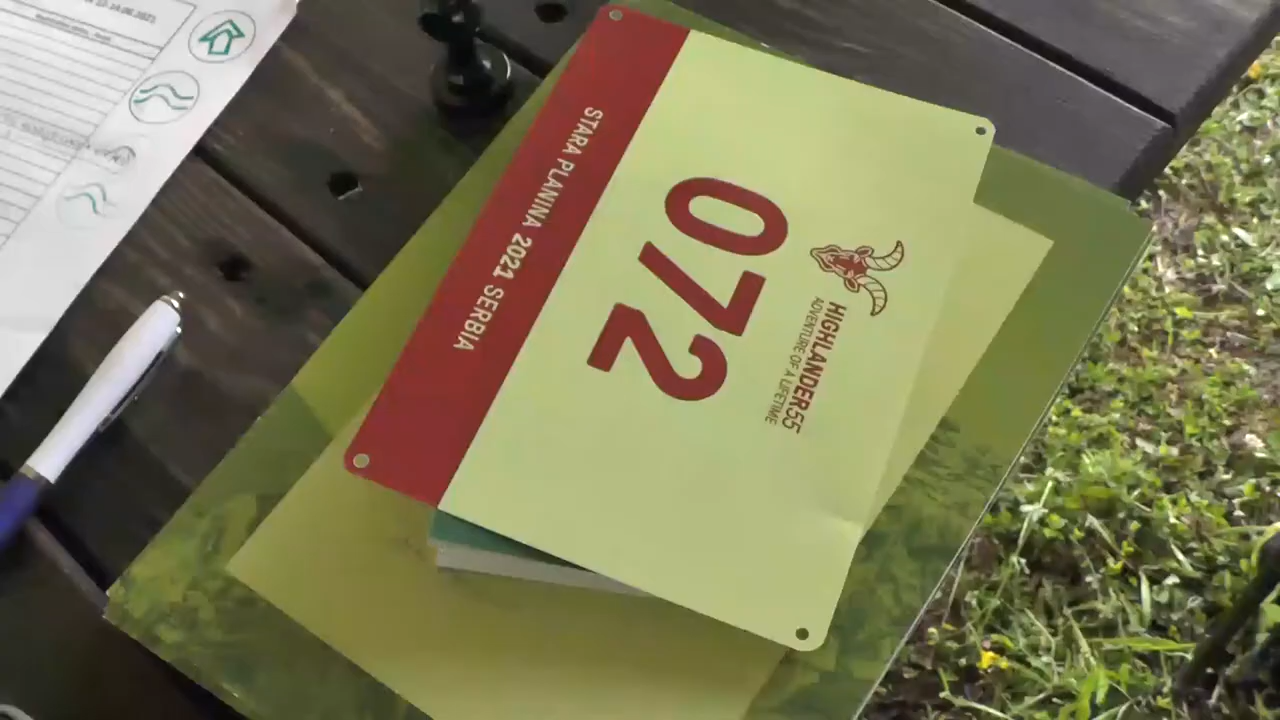 HIGHLANDER55
ADVENTURE OF A LIFETIME
072
STARA PLANINA 2021 SERBIA